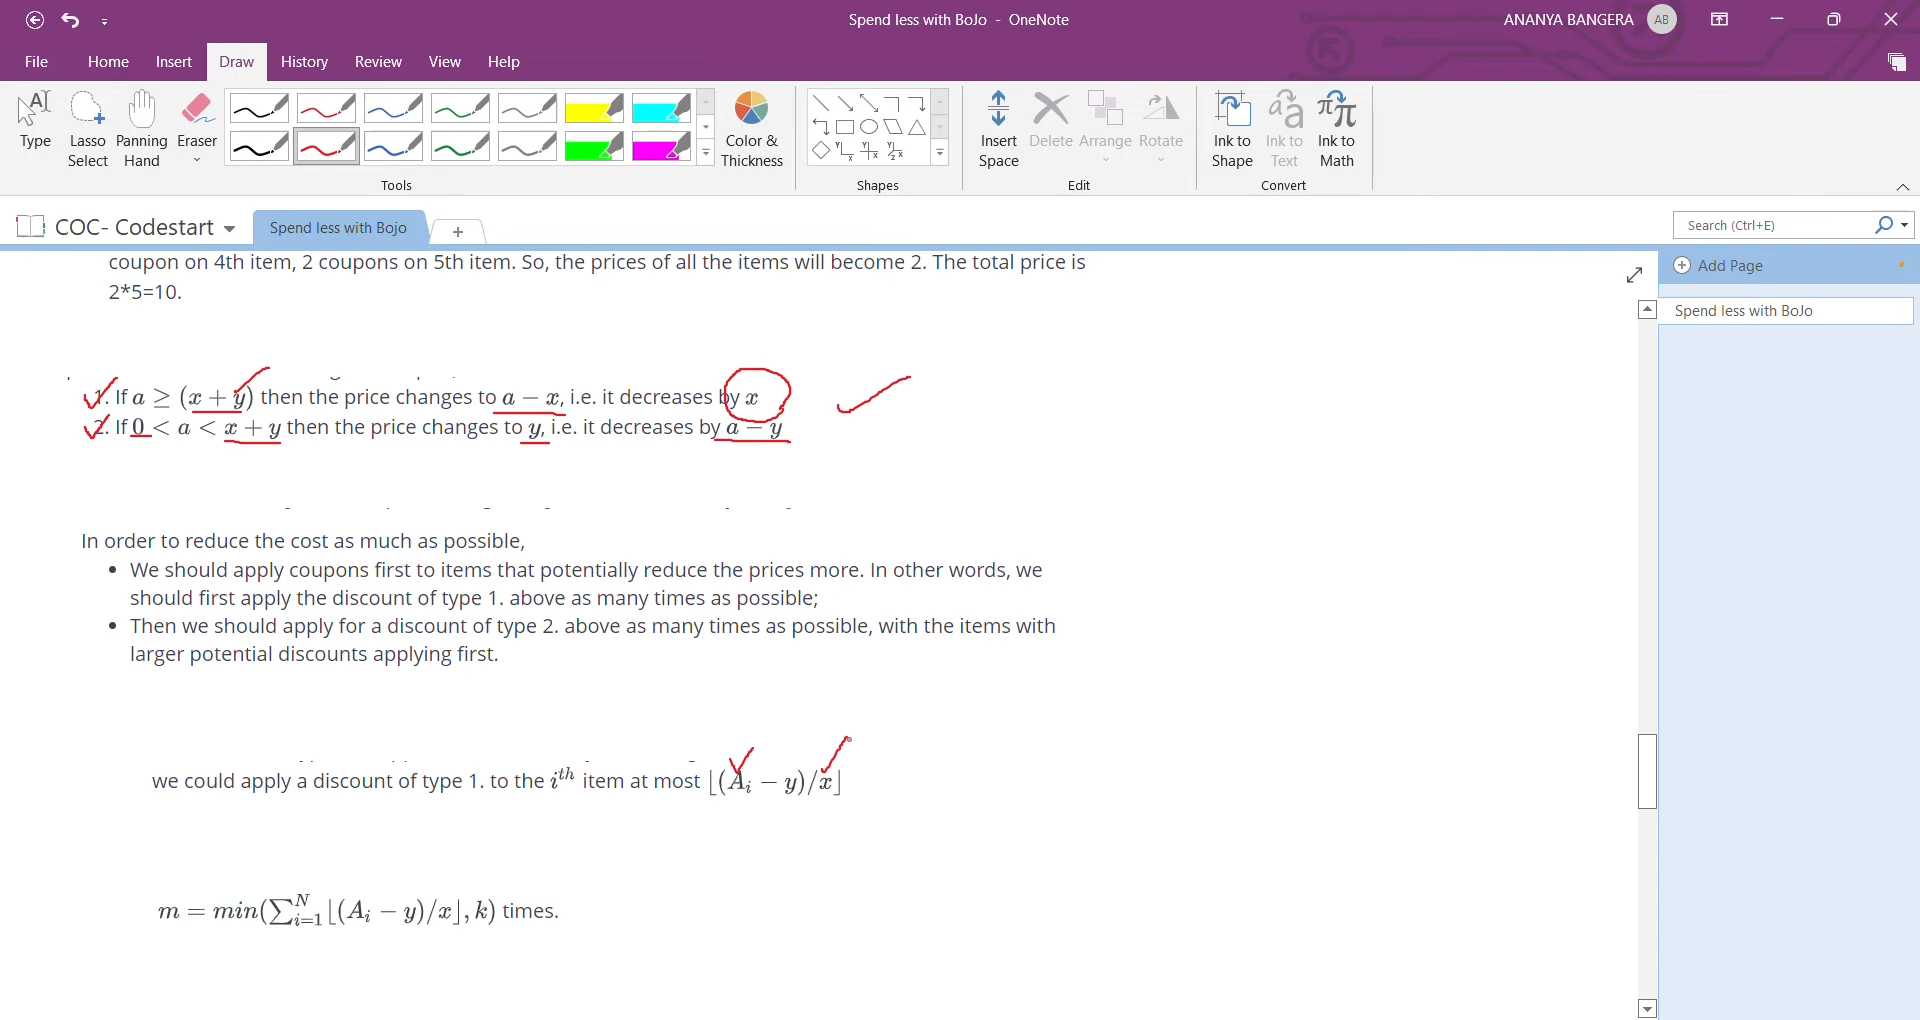 Spend less with BoJo - OneNote
ANANYA BANGERA AB
File Home Insert Draw History Review View Help
Type Lasso Select Panning Hand Eraser Color & Thickness Insert Space Delete Arrange Rotate Ink to Shape Ink to Text Ink to Math
Tools Shapes Edit Convert
COC- Codestart Spend less with BoJo + Search (Ctrl+E)
coupon on 4th item, 2 coupons on 5th item. So, the prices of all the items will become 2. The total price is
2*5=10.
Add Page
Spend less with BoJo
1. If a ≥ (x + y) then the price changes to a − x, i.e. it decreases by x
2. If 0 < a < x + y then the price changes to y, i.e. it decreases by a − y
In order to reduce the cost as much as possible,
• We should apply coupons first to items that potentially reduce the prices more. In other words, we
should first apply the discount of type 1. above as many times as possible;
• Then we should apply for a discount of type 2. above as many times as possible, with the items with
larger potential discounts applying first.
we could apply a discount of type 1. to the i^{th} item at most ⌊(A_i − y)/x⌋
m = min(∑_{i=1}^{N} ⌊(A_i − y)/x⌋, k) times.